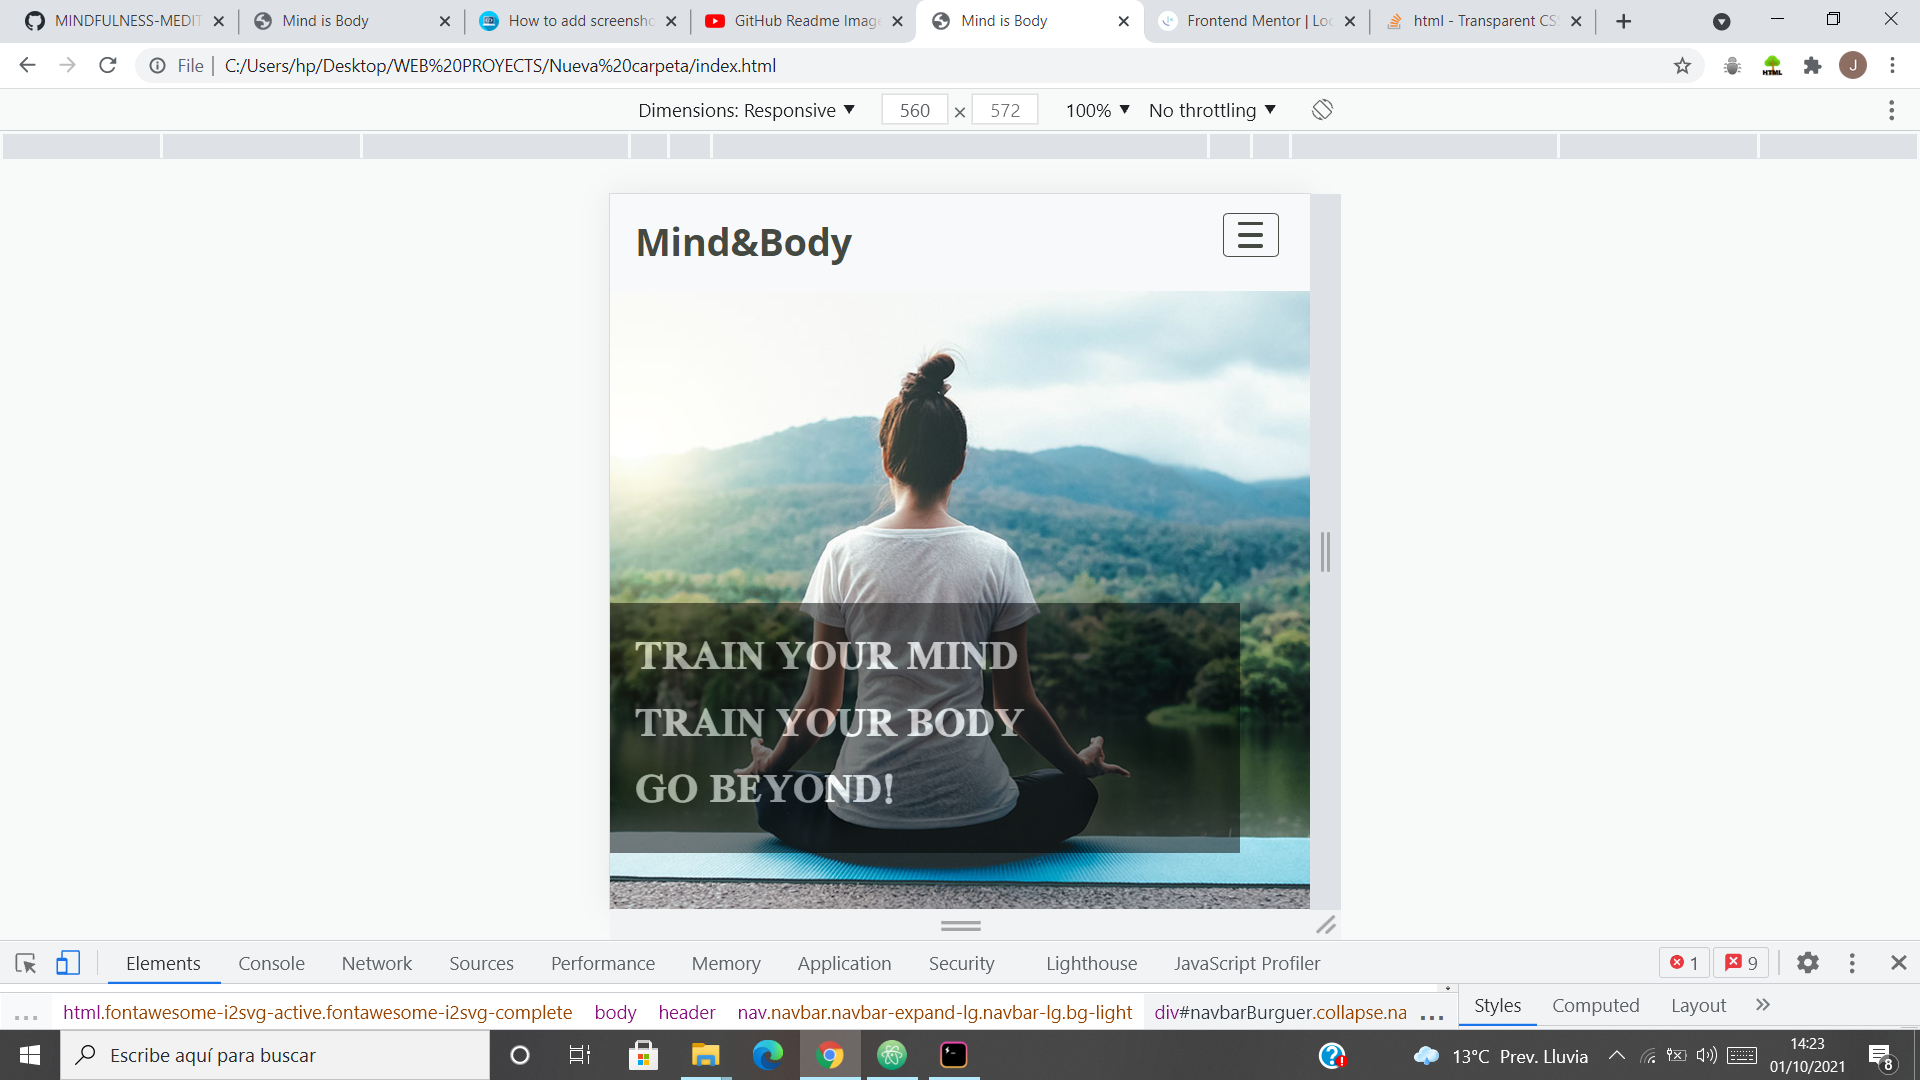 MINDFULNESS-MEDIT
Mind is Body
How to add screensho
GitHub Readme Image
Mind is Body
Frontend Mentor | Loc
html - Transparent CSS
File
C:/Users/hp/Desktop/WEB%20PROYECTS/Nueva%20carpeta/index.html
HTML
J
Dimensions: Responsive
560 × 572
100%
No throttling
Mind&Body
TRAIN YOUR MIND
TRAIN YOUR BODY
GO BEYOND!
Elements
Console
Network
Sources
Performance
Memory
Application
Security
Lighthouse
JavaScript Profiler
1
9
... html.fontawesome-i2svg-active.fontawesome-i2svg-complete body header nav.navbar.navbar-expand-lg.navbar-lg.bg-light div#navbarBurguer.collapse.na ...
Styles
Computed
Layout
Escribe aquí para buscar
13°C Prev. Lluvia
14:23
01/10/2021
8